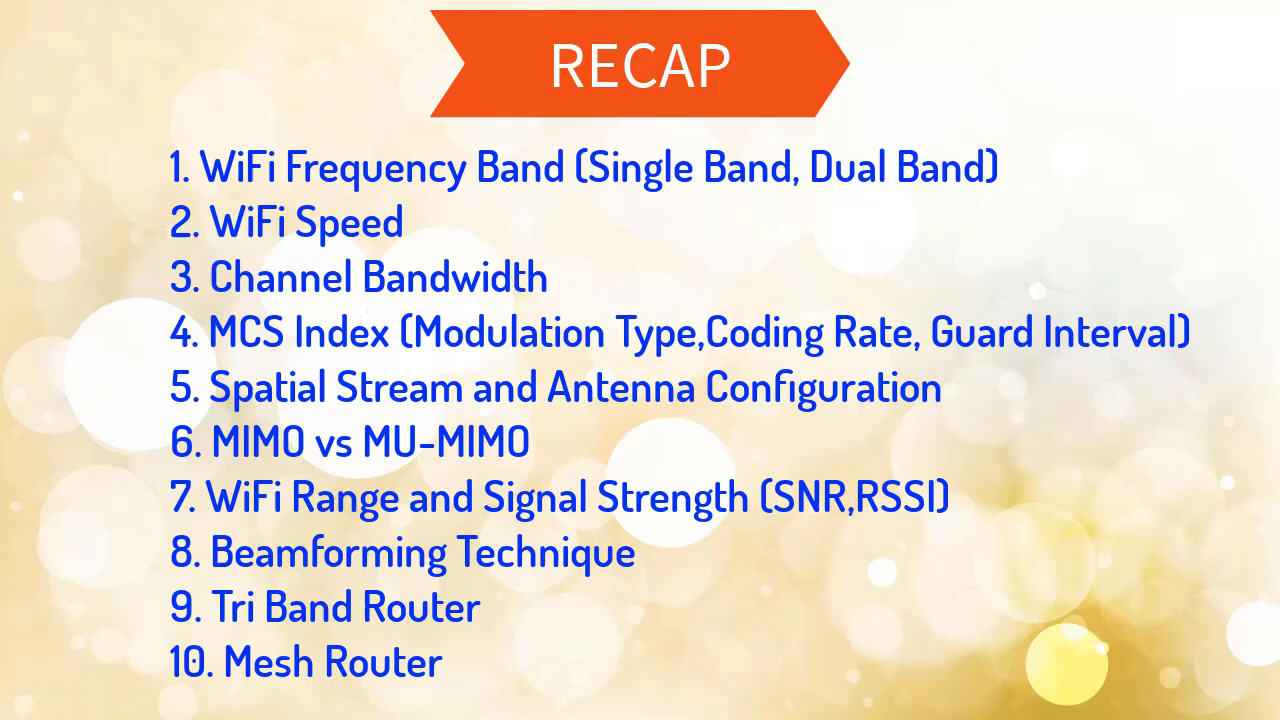 RECAP
1. WiFi Frequency Band (Single Band, Dual Band)
2. WiFi Speed
3. Channel Bandwidth
4. MCS Index (Modulation Type,Coding Rate, Guard Interval)
5. Spatial Stream and Antenna Configuration
6. MIMO vs MU-MIMO
7. WiFi Range and Signal Strength (SNR,RSSI)
8. Beamforming Technique
9. Tri Band Router
10. Mesh Router